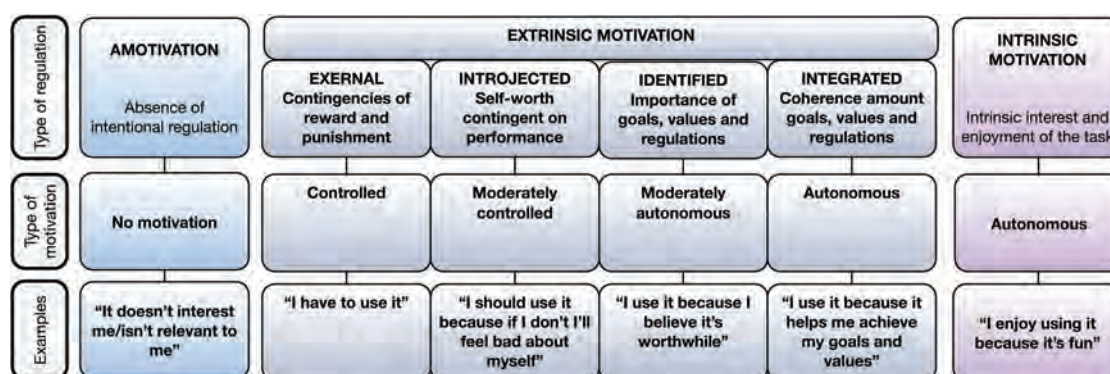 Type of regulation
AMOTIVATION
Absence of
intentional regulation
EXTRINSIC MOTIVATION
EXERNAL
Contingencies of
reward and
punishment
INTROJECTED
Self-worth
contingent on
performance
IDENTIFIED
Importance of
goals, values and
regulations
INTEGRATED
Coherence amount
goals, values and
regulations
INTRINSIC
MOTIVATION
Intrinsic interest and
enjoyment of the task
Type of
motivation
No motivation
Controlled
Moderately
controlled
Moderately
autonomous
Autonomous
Autonomous
Examples
“It doesn’t interest
me/isn’t relevant to
me”
“I have to use it”
“I should use it
because if I don’t I’ll
feel bad about
myself”
“I use it because I
believe it’s
worthwhile”
“I use it because it
helps me achieve
my goals and
values”
“I enjoy using it
because it’s fun”